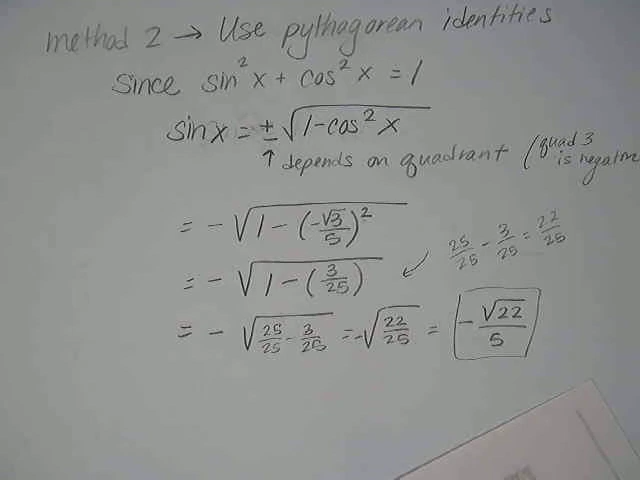 method 2 → Use pythagorean identities
Since sin²x + cos²x = 1
sinx = ±√(1-cos²x)
↑ depends on quadrant (quad 3
is negative
= -√(1-(-√3/5)²)
25/25 - 3/25 = 22/25
= -√(1-(3/25)) ↙
= -√(25/25 - 3/25) = -√(22/25) = -√22/5